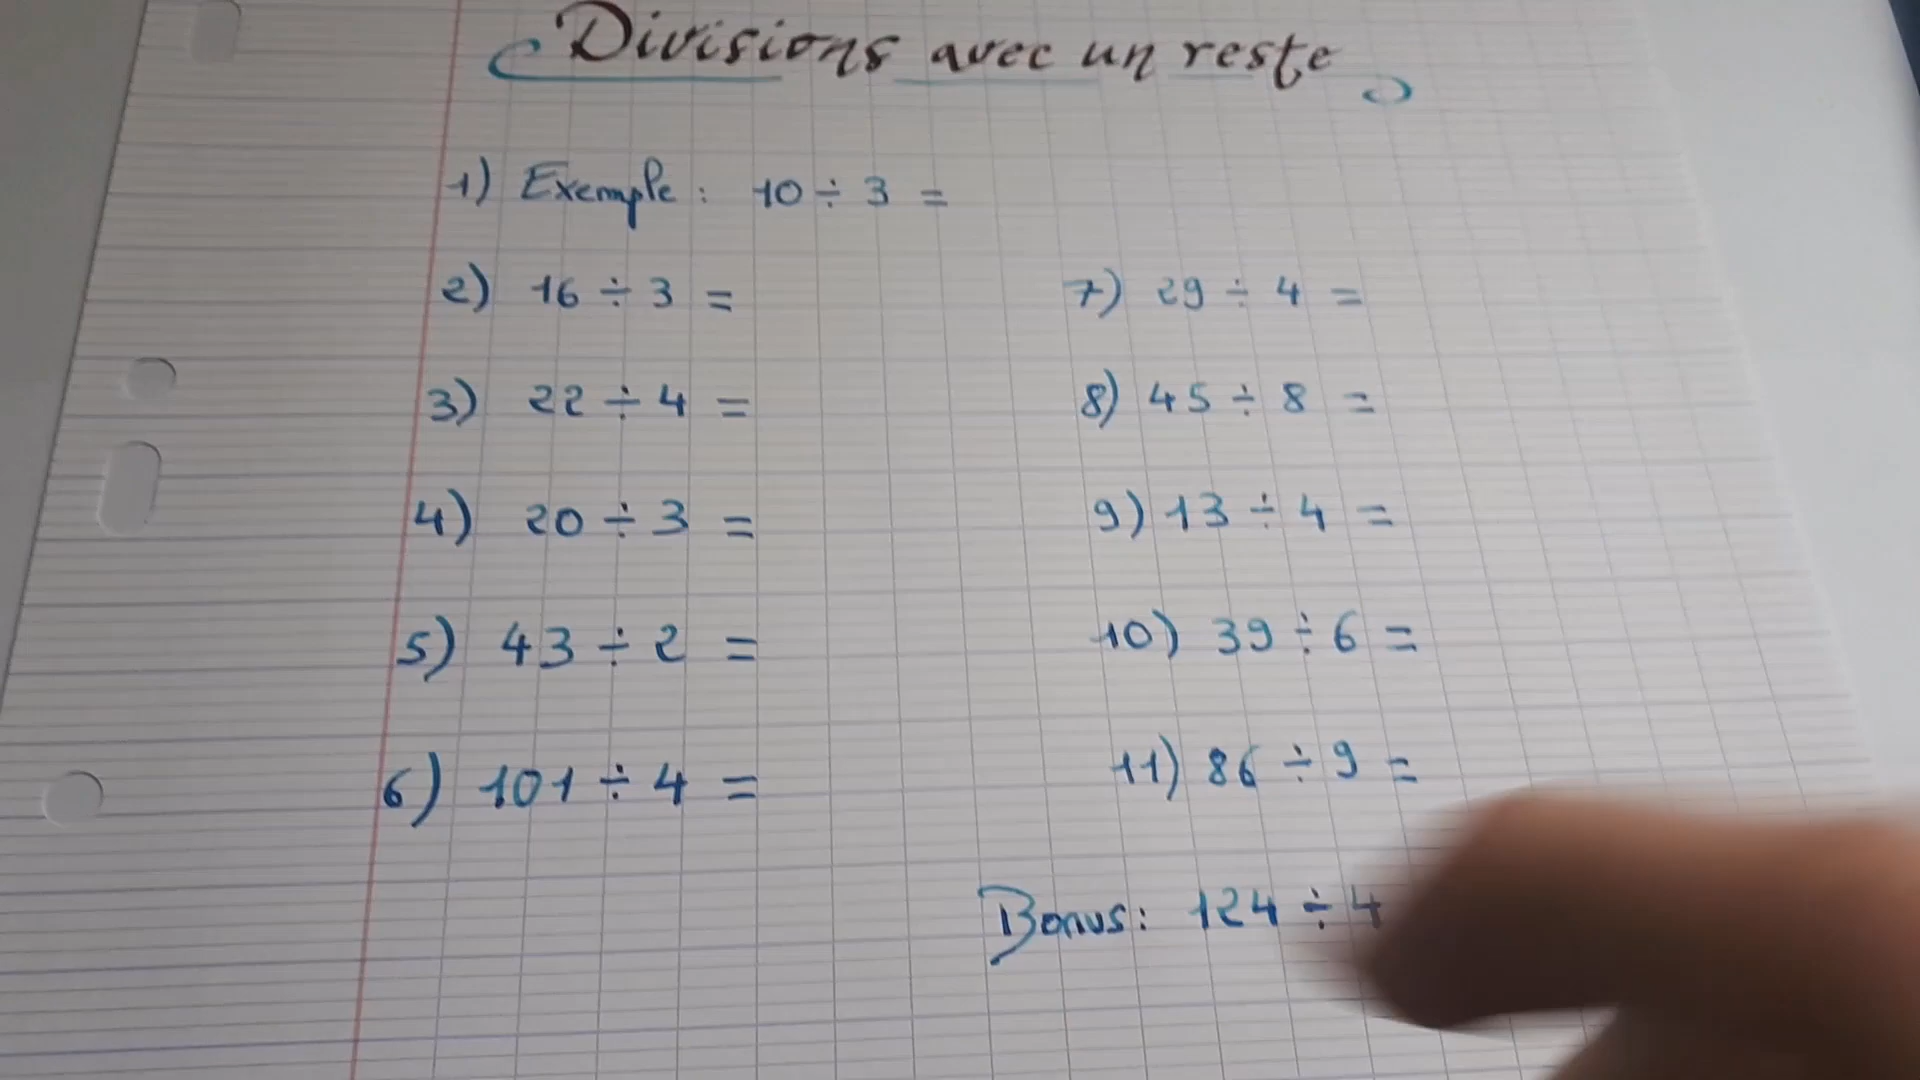 Divisions avec un reste
1) Exemple : 10 ÷ 3 =
2) 16 ÷ 3 =
3) 22 ÷ 4 =
4) 20 ÷ 3 =
5) 43 ÷ 2 =
6) 101 ÷ 4 =
7) 29 ÷ 4 =
8) 45 ÷ 8 =
9) 13 ÷ 4 =
10) 39 ÷ 6 =
11) 86 ÷ 9 =
Bonus : 124 ÷ 4